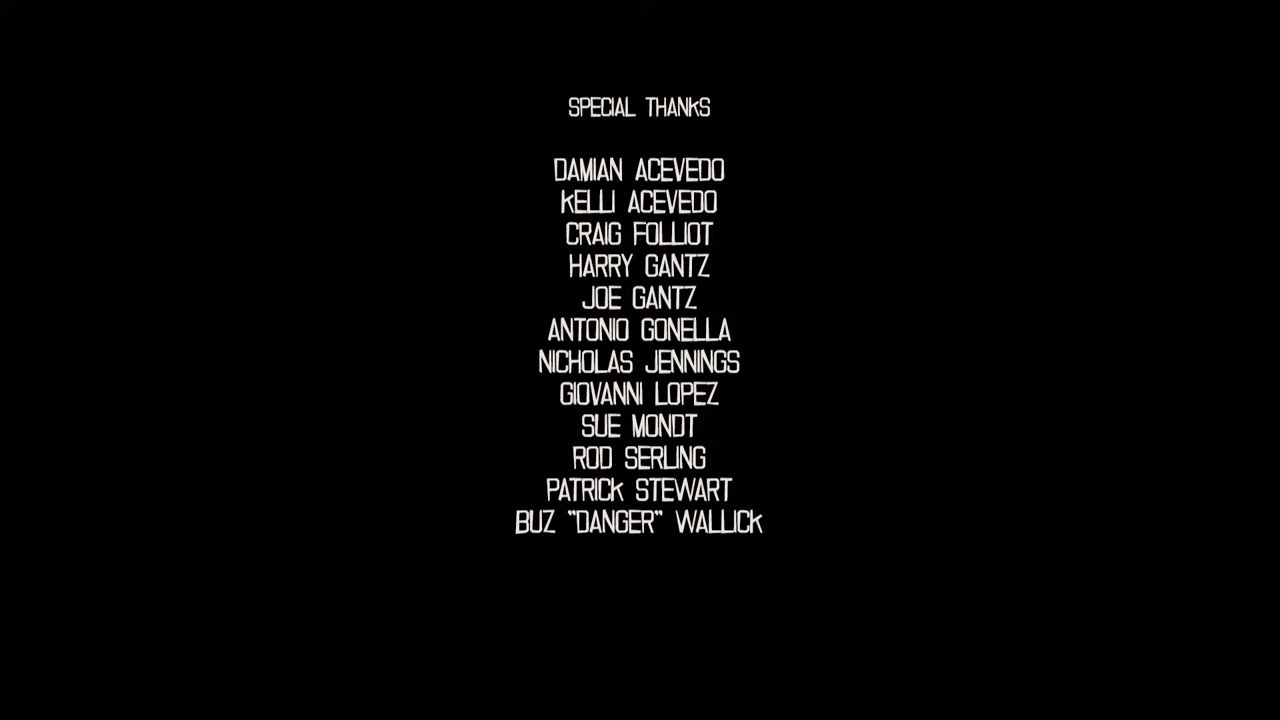 SPECIAL THANKS
DAMIAN ACEVEDO
KELLI ACEVEDO
CRAIG FOLLIOT
HARRY GANTZ
JOE GANTZ
ANTONIO GONELLA
NICHOLAS JENNINGS
GIOVANNI LOPEZ
SUE MONDT
ROD SERLING
PATRICK STEWART
BUZ "DANGER" WALLICK